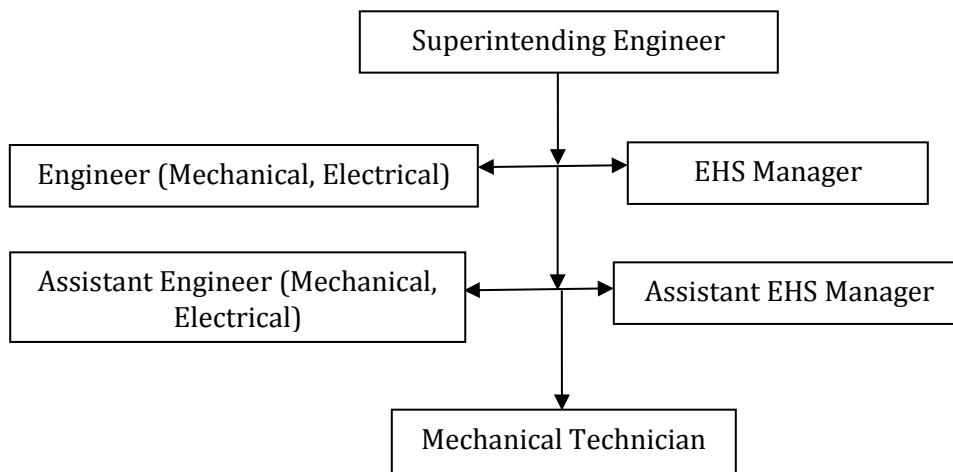 Superintending Engineer
Engineer (Mechanical, Electrical)
EHS Manager
Assistant Engineer (Mechanical,
Electrical)
Assistant EHS Manager
Mechanical Technician